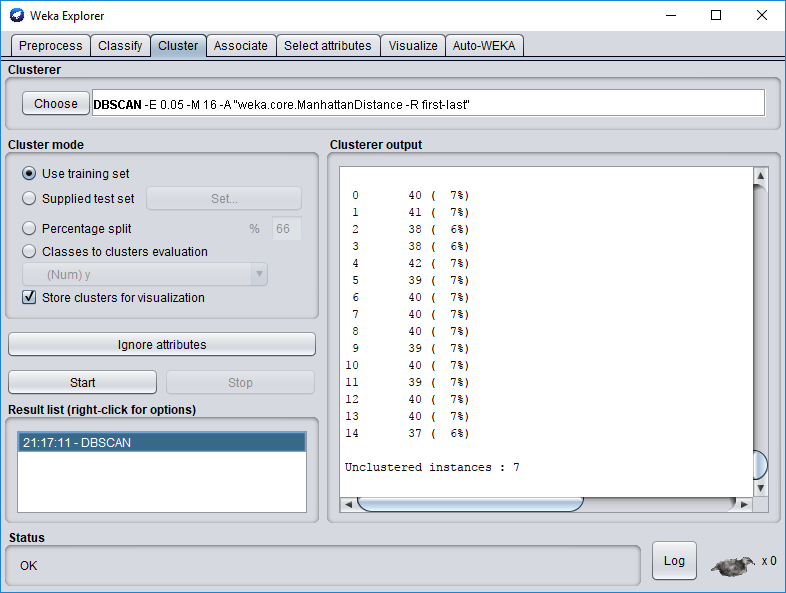 Weka Explorer
Preprocess Classify Cluster Associate Select attributes Visualize Auto-WEKA
Clusterer
Choose DBSCAN -E 0.05 -M 16 -A "weka.core.ManhattanDistance -R first-last"
Cluster mode
Use training set
Supplied test set Set...
Percentage split % 66
Classes to clusters evaluation
(Num) y
Store clusters for visualization
Ignore attributes
Start Stop
Result list (right-click for options)
21:17:11 - DBSCAN
Clusterer output
0 40 ( 7%)
1 41 ( 7%)
2 38 ( 6%)
3 38 ( 6%)
4 42 ( 7%)
5 39 ( 7%)
6 40 ( 7%)
7 40 ( 7%)
8 40 ( 7%)
9 39 ( 7%)
10 40 ( 7%)
11 39 ( 7%)
12 40 ( 7%)
13 40 ( 7%)
14 37 ( 6%)
Unclustered instances : 7
Status
OK
Log x 0